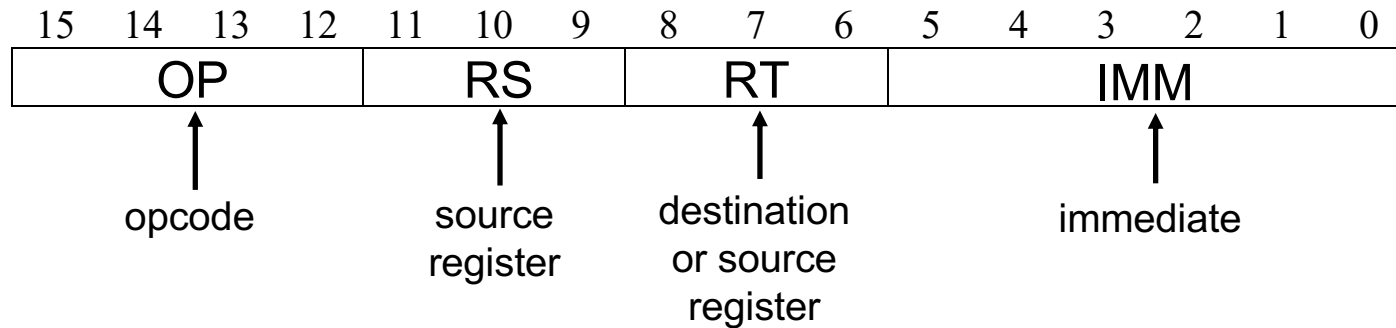 15 14 13 12 11 10 9 8 7 6 5 4 3 2 1 0
OP RS RT IMM
opcode source destination immediate
register or source
register